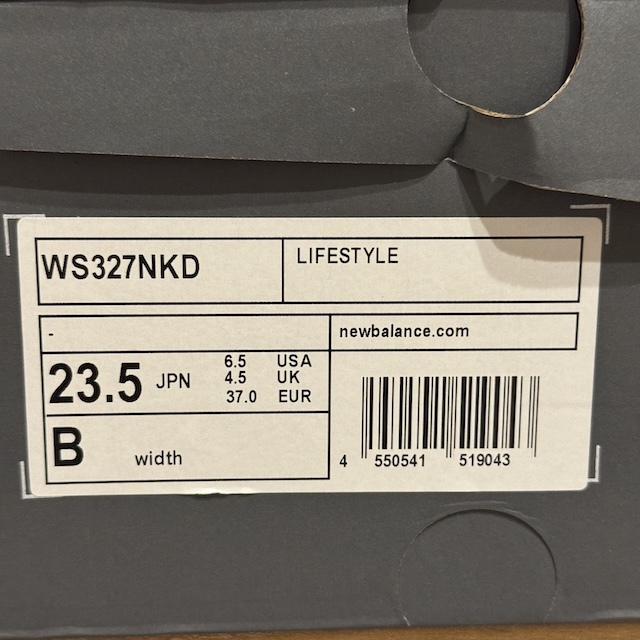 WS327NKD
LIFESTYLE
-
newbalance.com
23.5 JPN
6.5 USA
4.5 UK
37.0 EUR
B width
4 550541 519043